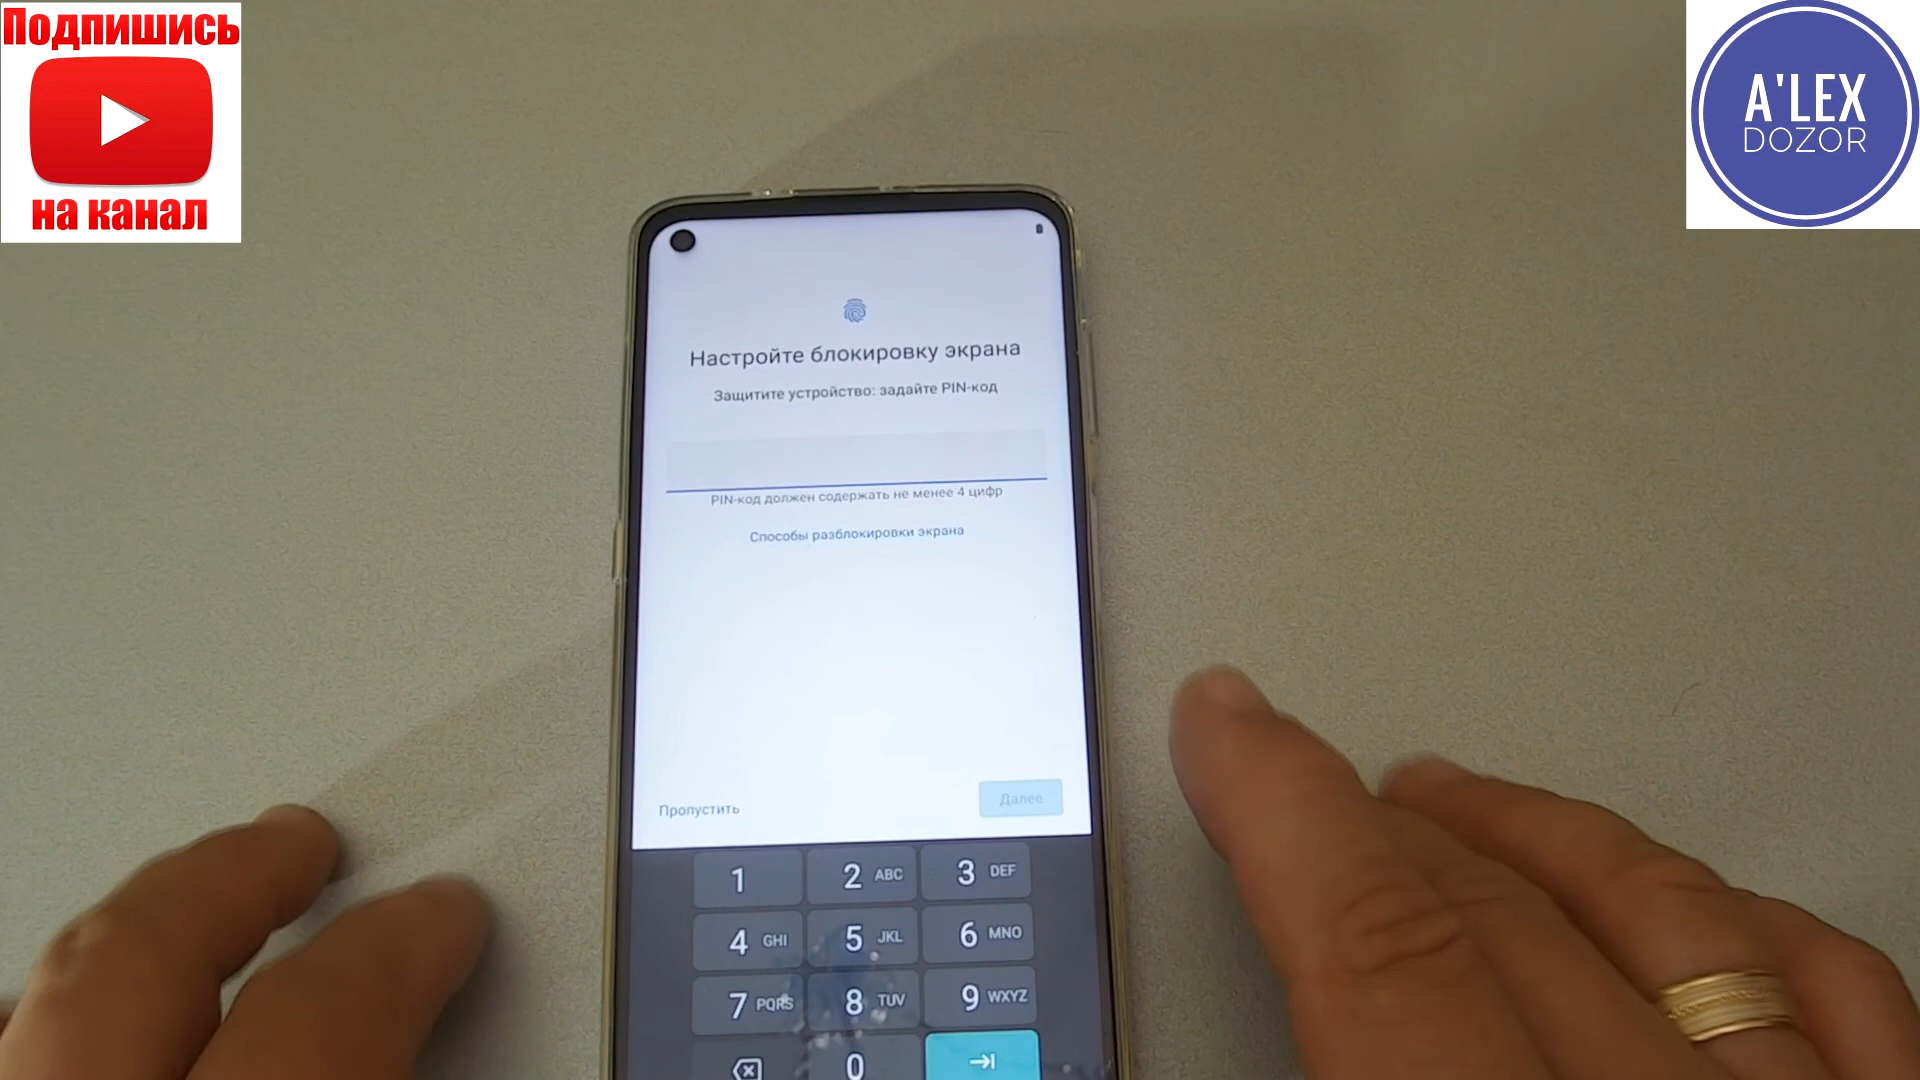 Подпишись
на канал
A'LEX
DOZOR
Настройте блокировку экрана
Защитите устройство: задайте PIN-код
PIN-код должен содержать не менее 4 цифр
Способы разблокировки экрана
Пропустить
Далее
1
2 ABC
3 DEF
4 GHI
5 JKL
6 MNO
7 PQRS
8 TUV
9 WXYZ
0